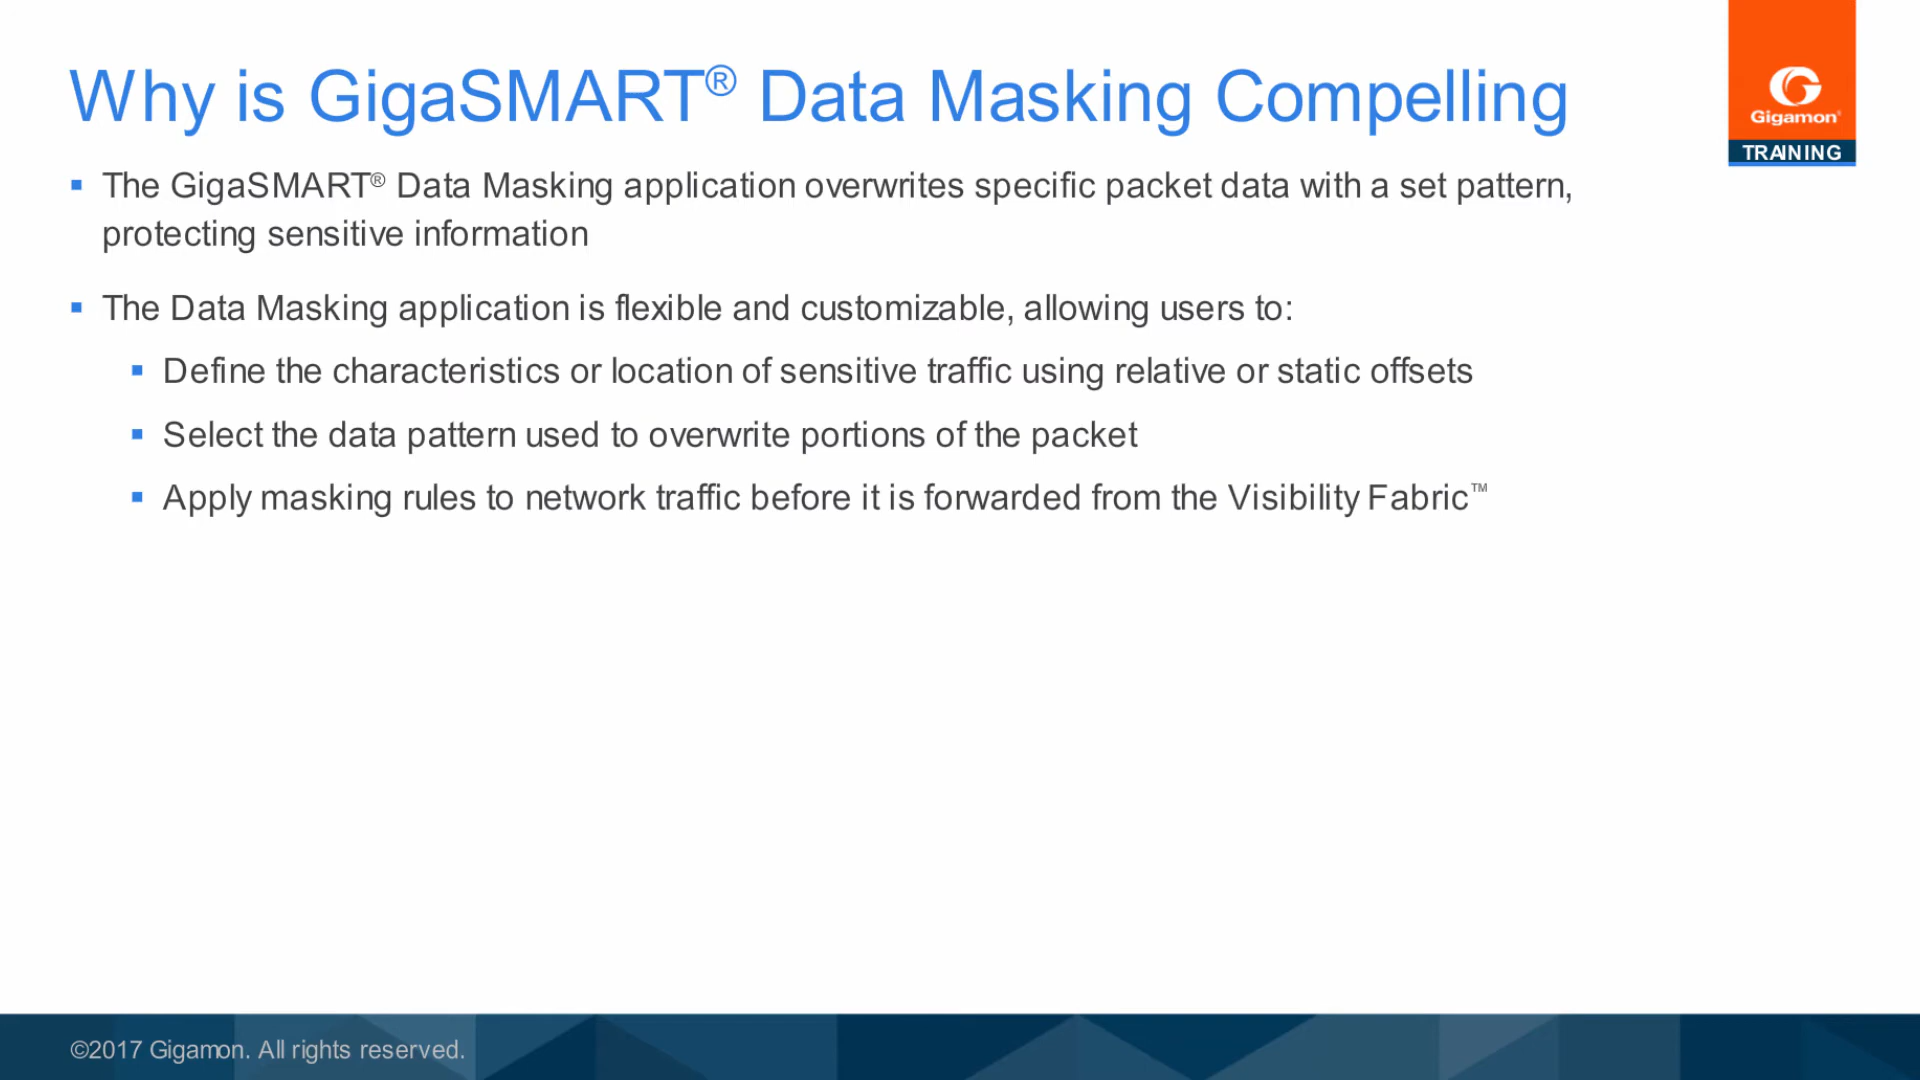 Why is GigaSMART® Data Masking Compelling
Gigamon®
TRAINING
▪ The GigaSMART® Data Masking application overwrites specific packet data with a set pattern,
protecting sensitive information
▪ The Data Masking application is flexible and customizable, allowing users to:
▪ Define the characteristics or location of sensitive traffic using relative or static offsets
▪ Select the data pattern used to overwrite portions of the packet
▪ Apply masking rules to network traffic before it is forwarded from the Visibility Fabric™
©2017 Gigamon. All rights reserved.